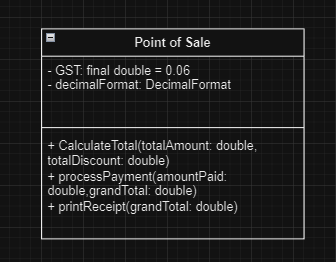 Point of Sale
- GST: final double = 0.06
- decimalFormat: DecimalFormat
+ CalculateTotal(totalAmount: double,
totalDiscount: double)
+ processPayment(amountPaid:
double,grandTotal: double)
+ printReceipt(grandTotal: double)